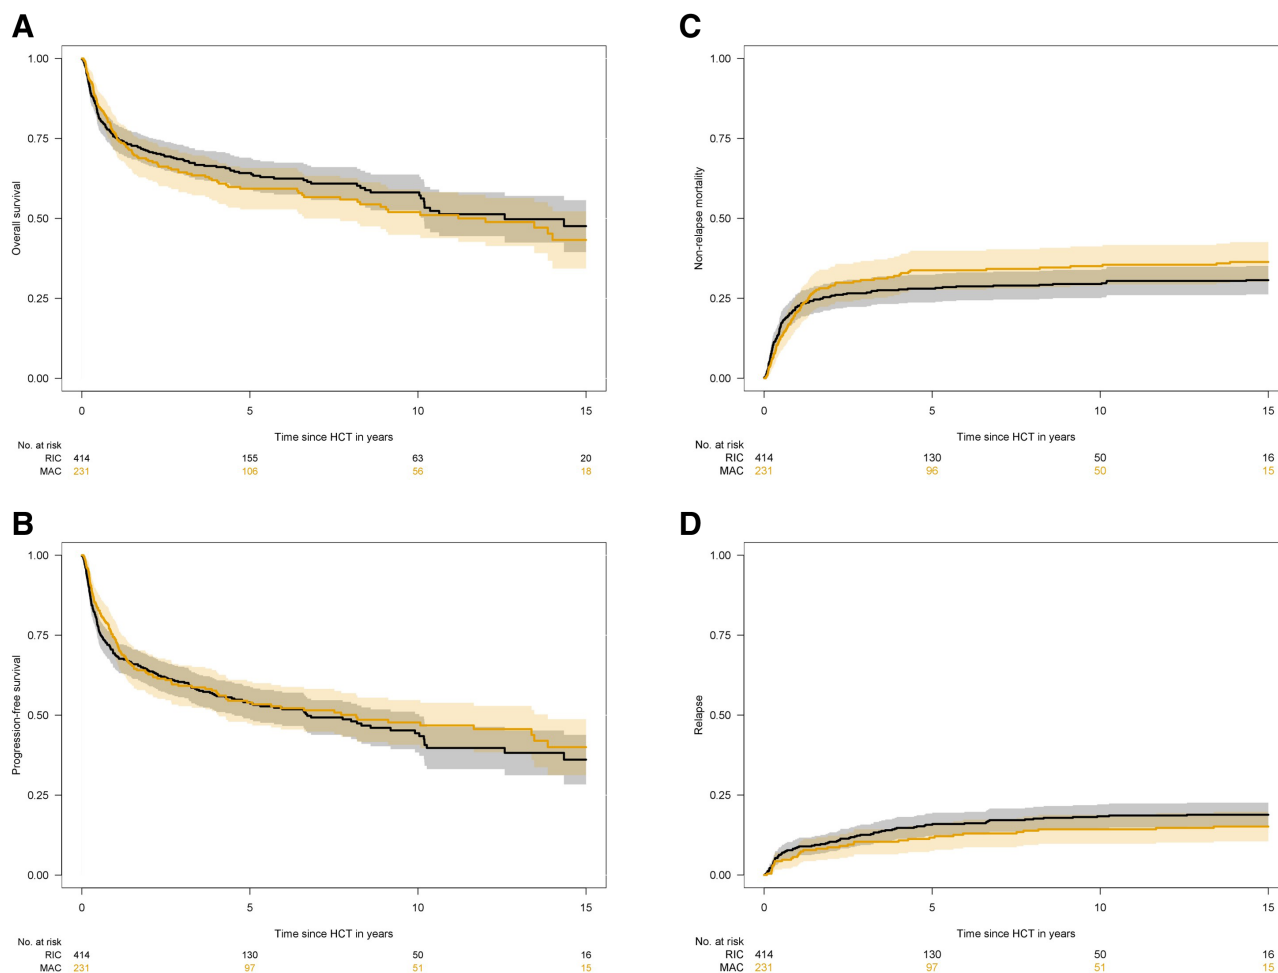 A
1.00
0.75
0.50
0.25
0.00
Overall survival
0 5 10 15
Time since HCT in years
No. at risk
RIC 414 155 63 20
MAC 231 106 56 18
C
1.00
0.75
0.50
0.25
0.00
Non-relapse mortality
0 5 10 15
Time since HCT in years
No. at risk
RIC 414 130 50 16
MAC 231 96 50 15
B
1.00
0.75
0.50
0.25
0.00
Progression-free survival
0 5 10 15
Time since HCT in years
No. at risk
RIC 414 130 50 16
MAC 231 97 51 15
D
1.00
0.75
0.50
0.25
0.00
Relapse
0 5 10 15
Time since HCT in years
No. at risk
RIC 414 130 50 16
MAC 231 97 51 15